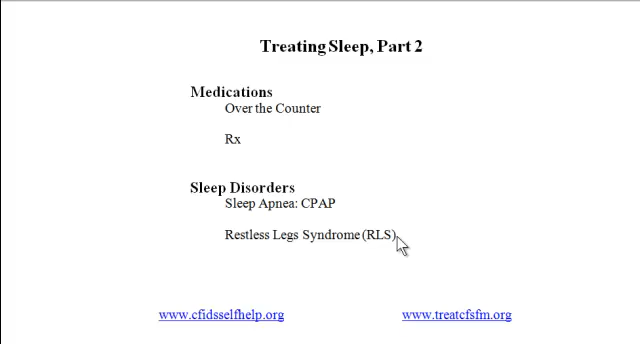 Treating Sleep, Part 2
Medications
Over the Counter
Rx
Sleep Disorders
Sleep Apnea: CPAP
Restless Legs Syndrome (RLS)
www.cfidsselfhelp.org www.treatcfsfm.org